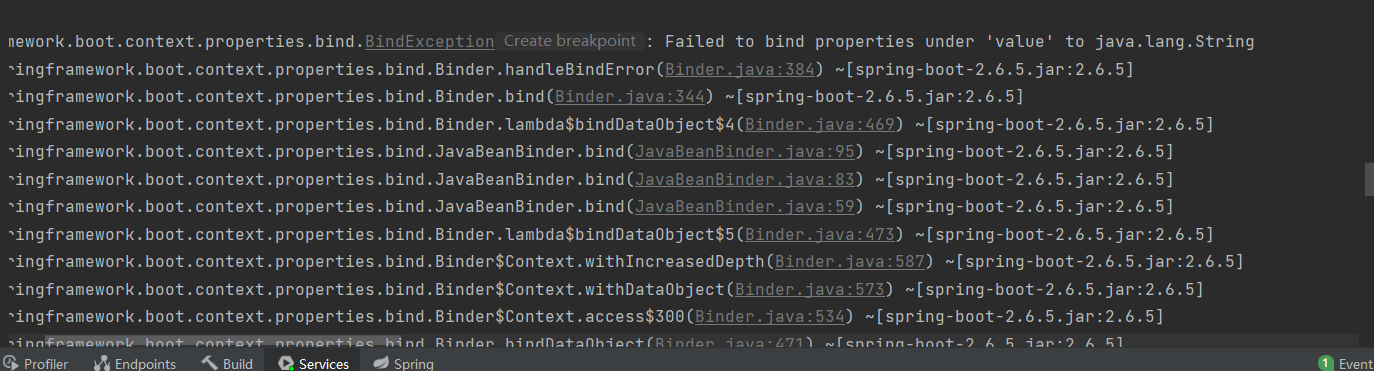 mework.boot.context.properties.bind.BindException Create breakpoint : Failed to bind properties under 'value' to java.lang.String
ringframework.boot.context.properties.bind.Binder.handleBindError(Binder.java:384) ~[spring-boot-2.6.5.jar:2.6.5]
ringframework.boot.context.properties.bind.Binder.bind(Binder.java:344) ~[spring-boot-2.6.5.jar:2.6.5]
ringframework.boot.context.properties.bind.Binder.lambda$bindDataObject$4(Binder.java:469) ~[spring-boot-2.6.5.jar:2.6.5]
ringframework.boot.context.properties.bind.JavaBeanBinder.bind(JavaBeanBinder.java:95) ~[spring-boot-2.6.5.jar:2.6.5]
ringframework.boot.context.properties.bind.JavaBeanBinder.bind(JavaBeanBinder.java:83) ~[spring-boot-2.6.5.jar:2.6.5]
ringframework.boot.context.properties.bind.JavaBeanBinder.bind(JavaBeanBinder.java:59) ~[spring-boot-2.6.5.jar:2.6.5]
ringframework.boot.context.properties.bind.Binder.lambda$bindDataObject$5(Binder.java:473) ~[spring-boot-2.6.5.jar:2.6.5]
ringframework.boot.context.properties.bind.Binder$Context.withIncreasedDepth(Binder.java:587) ~[spring-boot-2.6.5.jar:2.6.5]
ringframework.boot.context.properties.bind.Binder$Context.withDataObject(Binder.java:573) ~[spring-boot-2.6.5.jar:2.6.5]
ringframework.boot.context.properties.bind.Binder$Context.access$300(Binder.java:534) ~[spring-boot-2.6.5.jar:2.6.5]
ringframework.boot.context.properties.bind.Binder.bindDataObject(Binder.java:471) ~[spring-boot-2.6.5.jar:2.6.5]
Profiler Endpoints Build Services Spring 1 Event